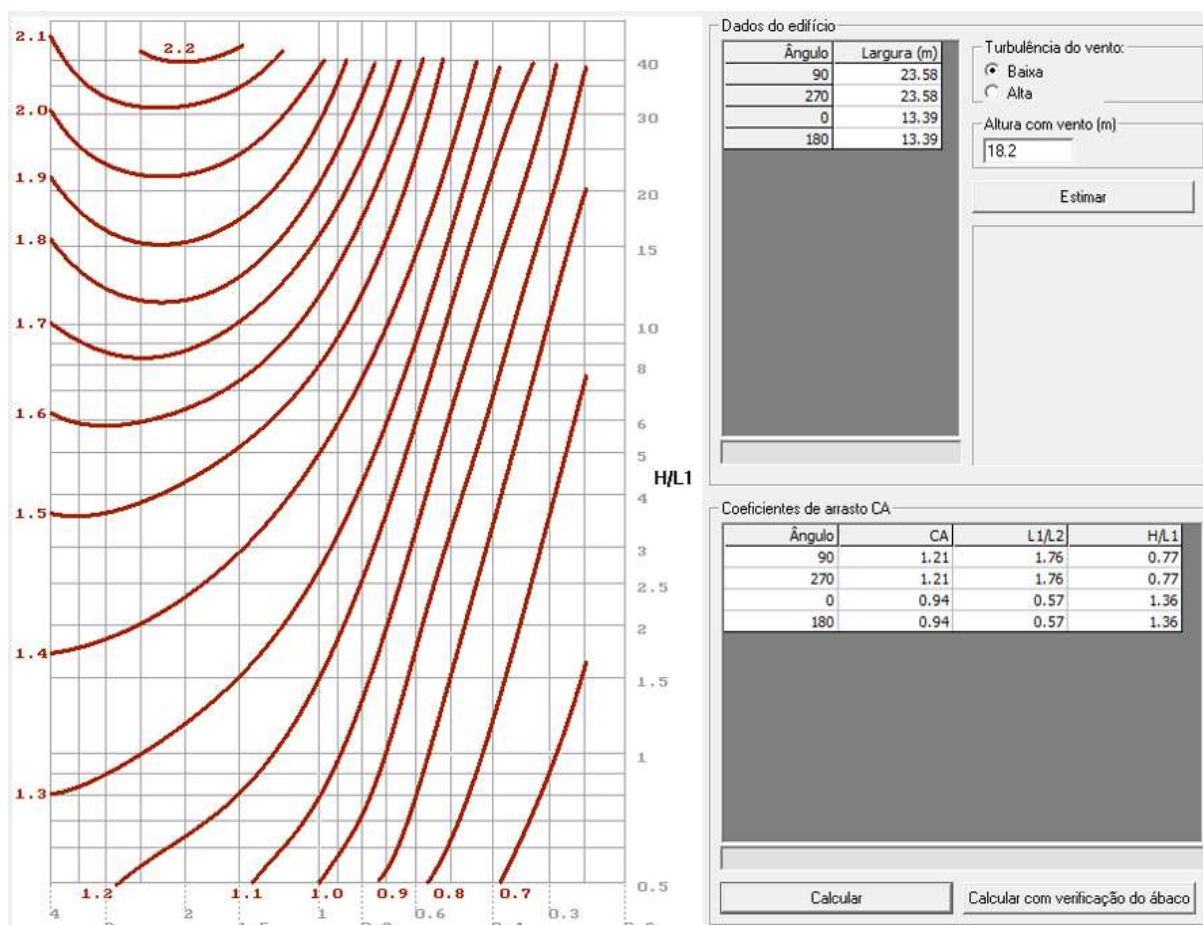 2.1
2.2
2.0
1.9
1.8
1.7
1.6
1.5
1.4
1.3
1.2 1.1 1.0 0.9 0.8 0.7
40
30
20
15
10
8
6
5
4
3
2.5
2
1.5
1
0.5
H/L1
4 2 1 0.6 0.3
Dados do edifício
Ângulo Largura (m)
90 23.58
270 23.58
0 13.39
180 13.39
Turbulência do vento:
Baixa
Alta
Altura com vento (m)
18.2
Estimar
Coeficientes de arrasto CA
Ângulo CA L1/L2 H/L1
90 1.21 1.76 0.77
270 1.21 1.76 0.77
0 0.94 0.57 1.36
180 0.94 0.57 1.36
Calcular
Calcular com verificação do ábaco